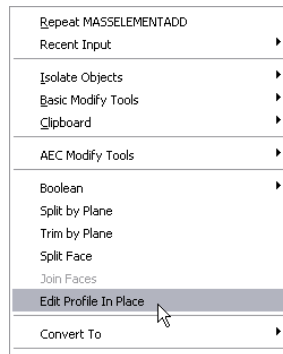 Repeat MASSELEMENTADD
Recent Input
Isolate Objects
Basic Modify Tools
Clipboard
AEC Modify Tools
Boolean
Split by Plane
Trim by Plane
Split Face
Join Faces
Edit Profile In Place
Convert To